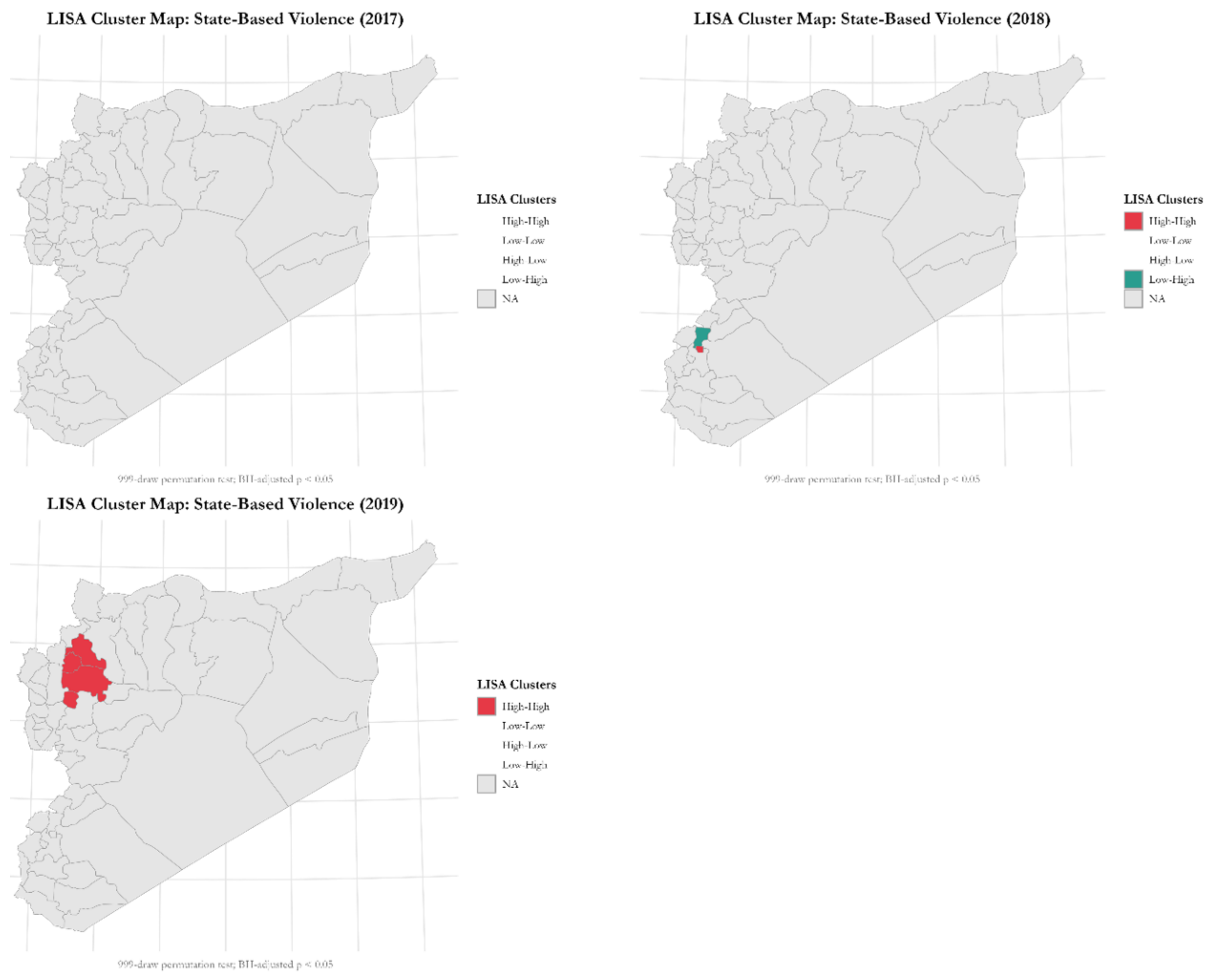 LISA Cluster Map: State-Based Violence (2017)
LISA Clusters
High-High
Low-Low
High-Low
Low-High
NA
999-draw permutation test; BH-adjusted p < 0.05
LISA Cluster Map: State-Based Violence (2018)
LISA Clusters
High-High
Low-Low
High-Low
Low-High
NA
999-draw permutation test; BH-adjusted p < 0.05
LISA Cluster Map: State-Based Violence (2019)
LISA Clusters
High-High
Low-Low
High-Low
Low-High
NA
999-draw permutation test; BH-adjusted p < 0.05